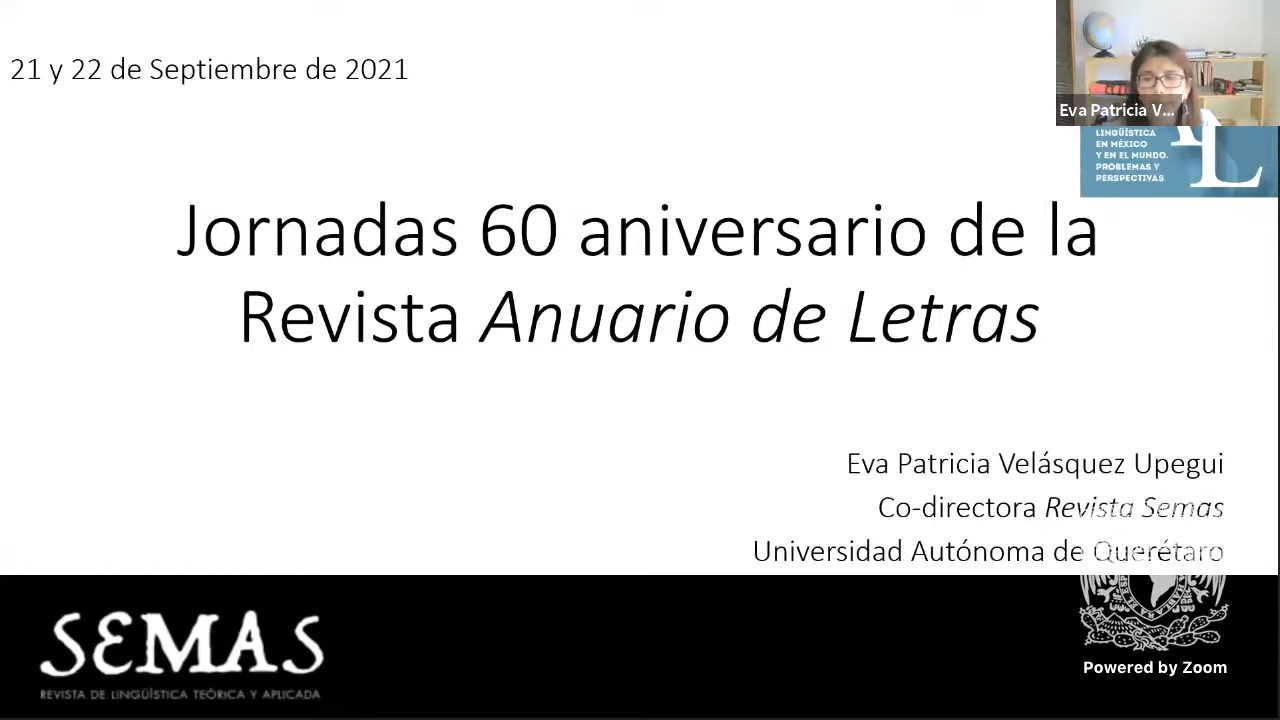 21 y 22 de Septiembre de 2021
Eva Patricia V...
LINGÜÍSTICA
EN MÉXICO
Y EN EL MUNDO.
PROBLEMAS Y
PERSPECTIVAS
Jornadas 60 aniversario de la
Revista Anuario de Letras
Eva Patricia Velásquez Upegui
Co-directora Revista Semas
Universidad Autónoma de Querétaro
SEMAS
REVISTA DE LINGÜÍSTICA TEÓRICA Y APLICADA
Powered by Zoom